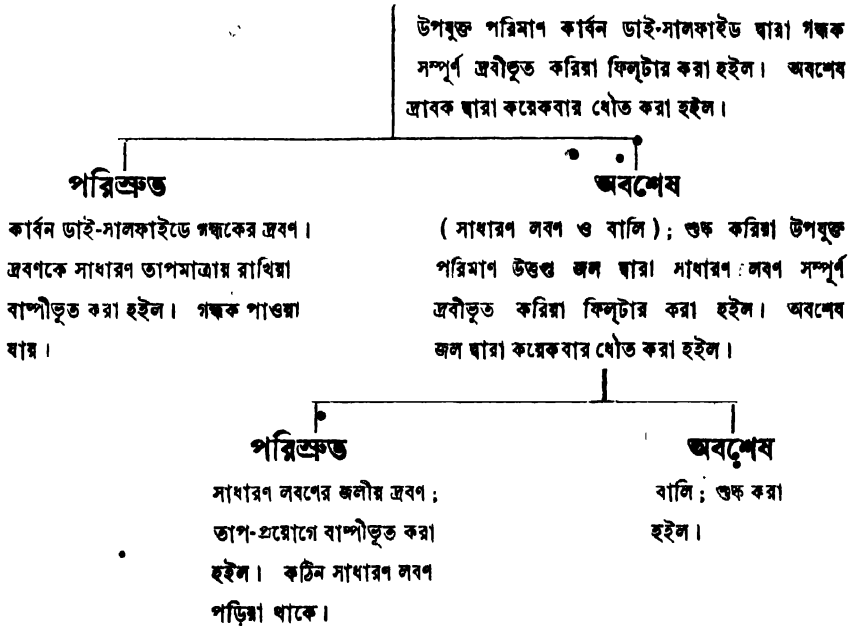 উপযুক্ত পরিমাণ কার্বন ডাই-সালফাইড দ্বারা গন্ধক
সম্পূর্ণ দ্রবীভূত করিয়া ফিল্‌টার করা হইল। অবশেষ
দ্রাবক দ্বারা কয়েকবার ধৌত করা হইল।
পরিস্রুত
কার্বন ডাই-সালফাইডে গন্ধকের দ্রবণ।
দ্রবণকে সাধারণ তাপমাত্রায় রাখিয়া
বাষ্পীভূত করা হইল। গন্ধক পাওয়া
যায়।
অবশেষ
( সাধারণ লবণ ও বালি ) ; শুষ্ক করিয়া উপযুক্ত
পরিমাণ উত্তপ্ত জল দ্বারা সাধারণ লবণ সম্পূর্ণ
দ্রবীভূত করিয়া ফিল্‌টার করা হইল। অবশেষ
জল দ্বারা কয়েকবার ধৌত করা হইল।
পরিস্রুত
সাধারণ লবণের জলীয় দ্রবণ ;
তাপ-প্রয়োগে বাষ্পীভূত করা
হইল। কঠিন সাধারণ লবণ
পড়িয়া থাকে।
অবশেষ
বালি ; শুষ্ক করা
হইল।